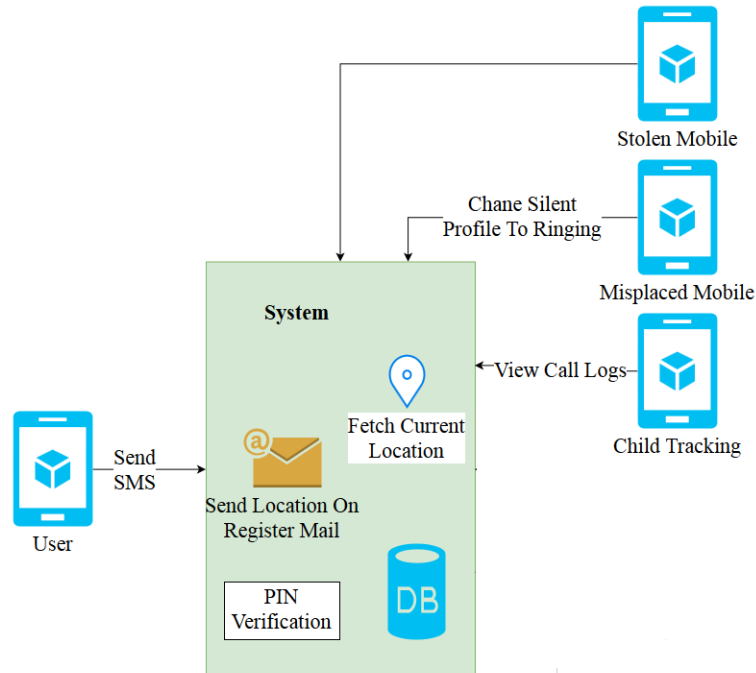 Stolen Mobile
Chane Silent
Profile To Ringing
Misplaced Mobile
System
View Call Logs
Fetch Current
Location
Child Tracking
Send
SMS
@
Send Location On
Register Mail
User
PIN
Verification
DB